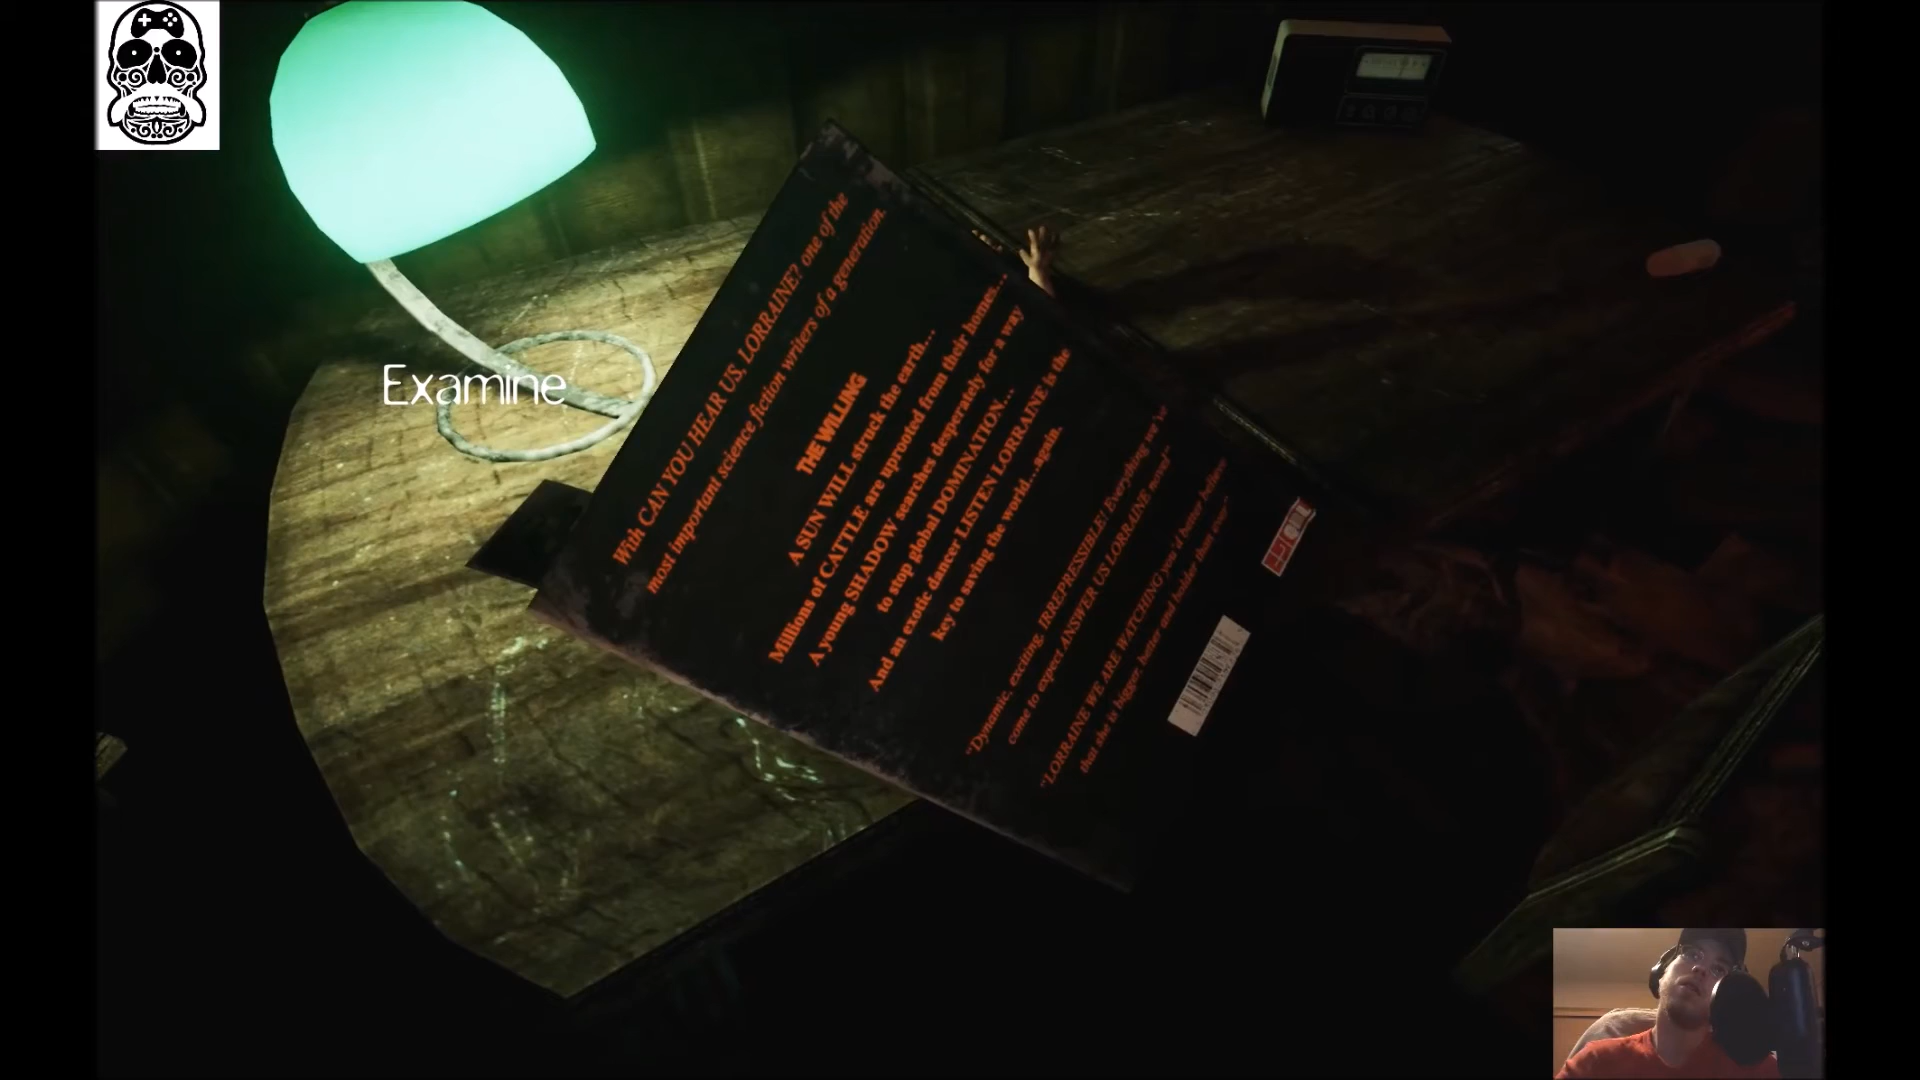 Examine
With CAN YOU HEAR US, LORRAINE? one of the
most important science fiction writers of a generation.
THE WILLING
A SUN WILL struck the earth...
Millions of CATTLE are uprooted from their homes...
A young SHADOW searches desperately for a way
to stop global DOMINATION...
And an exotic dancer LISTEN LORRAINE is the
key to saving the world...again.
"Dynamic, exciting, IRREPRESSIBLE! Everything we've
come to expect ANSWER US LORRAINE now!"
"LORRAINE WE ARE WATCHING you'd better believe
that she is bigger, better and bolder than ever"